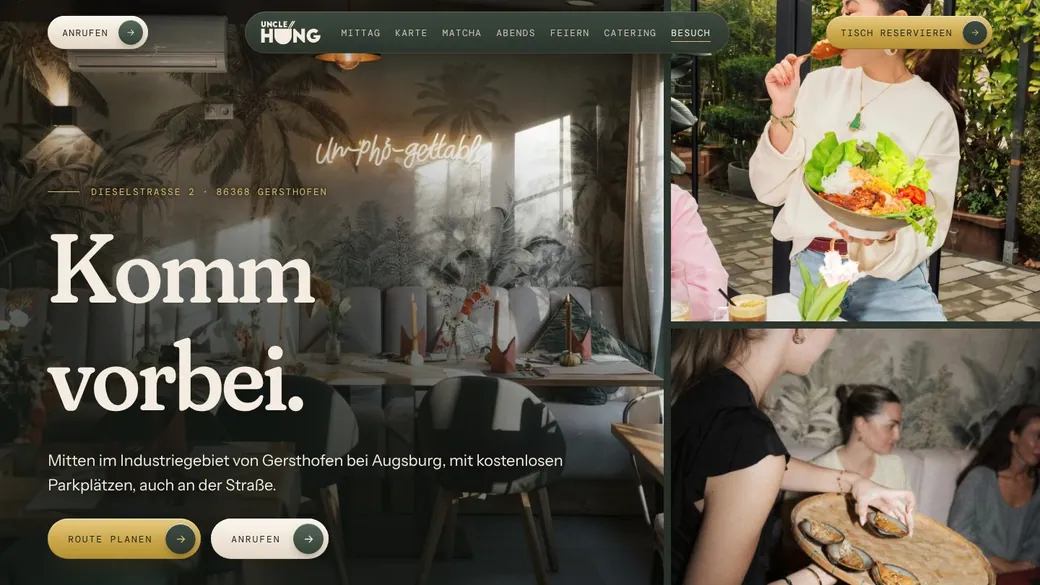 ANRUFEN
UNCLE
HUNG
MITTAG KARTE MATCHA ABENDS FEIERN CATERING BESUCH
TISCH RESERVIEREN
Um-phở-gettabl
DIESELSTRASSE 2 · 86368 GERSTHOFEN
Komm
vorbei.
Mitten im Industriegebiet von Gersthofen bei Augsburg, mit kostenlosen
Parkplätzen, auch an der Straße.
ROUTE PLANEN
ANRUFEN